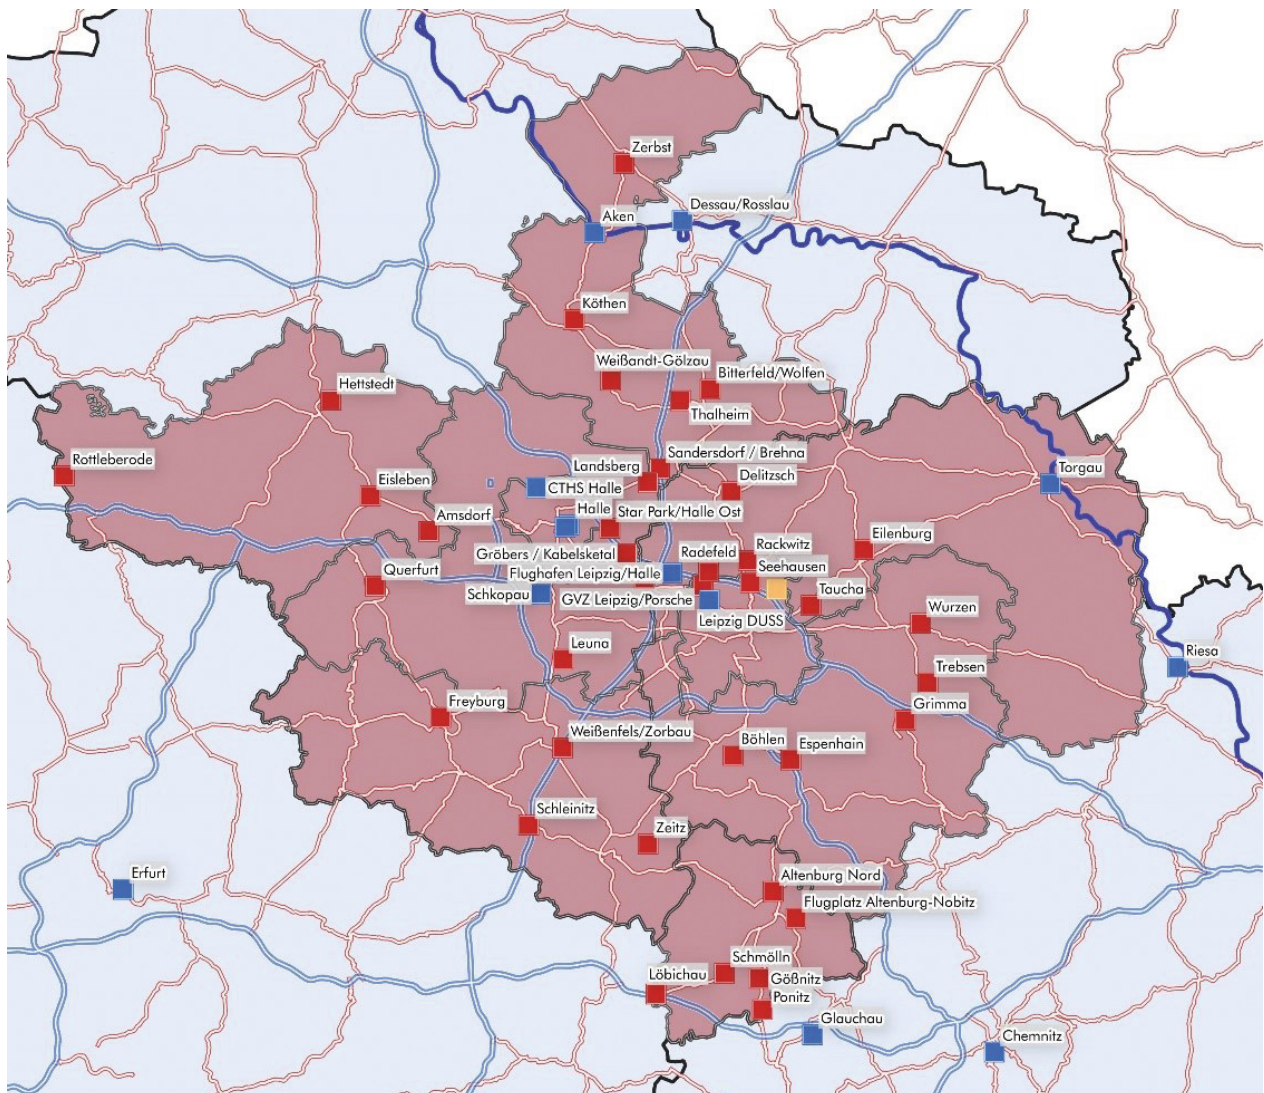 Zerbst
Dessau/Rosslau
Aken
Köthen
Weißandt-Gölzau
Bitterfeld/Wolfen
Hettstedt
Thalheim
Sandersdorf / Brehna
Rottleberode
Landsberg
Delitzsch
Torgau
Eisleben
CTHS Halle
Halle
Star Park/Halle Ost
Amsdorf
Eilenburg
Gröbers / Kabelsketal
Radefeld
Rackwitz
Querfurt
Flughafen Leipzig/Halle
Seehausen
Schkopau
GVZ Leipzig/Porsche
Taucha
Leipzig DUSS
Wurzen
Leuna
Riesa
Trebsen
Freyburg
Grimma
Weißenfels/Zorbau
Böhlen
Espenhain
Schleinitz
Zeitz
Erfurt
Altenburg Nord
Flugplatz Altenburg-Nobitz
Schmölln
Löbichau
Gößnitz
Ponitz
Glauchau
Chemnitz